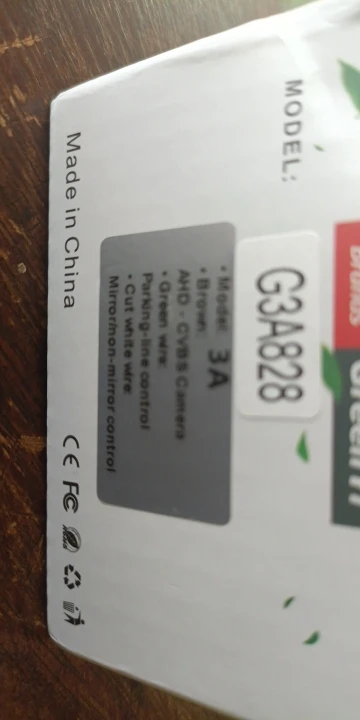 MODEL:
G3A828
• Model: 3A
• Brown:
AHD - CVBS Camera
• Green wire:
Parking-line control
• Cut white wire:
Mirror/non-mirror control
Made in China
CE FC